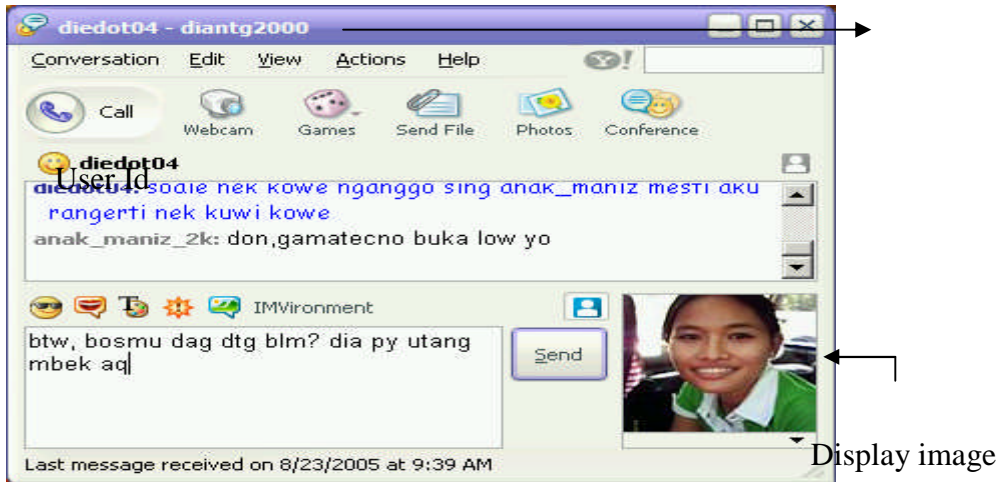 diedot04 - diantg2000
Conversation Edit View Actions Help
Y!
Call Webcam Games Send File Photos Conference
diedot04
User Id
diedot04: soale nek kowe nganggo sing anak_maniz mesti aku
rangerti nek kuwi kowe
anak_maniz_2k: don,gamatecno buka low yo
IMVironment
btw, bosmu dag dtg blm? dia py utang
mbek aq
Send
Last message received on 8/23/2005 at 9:39 AM
Display image